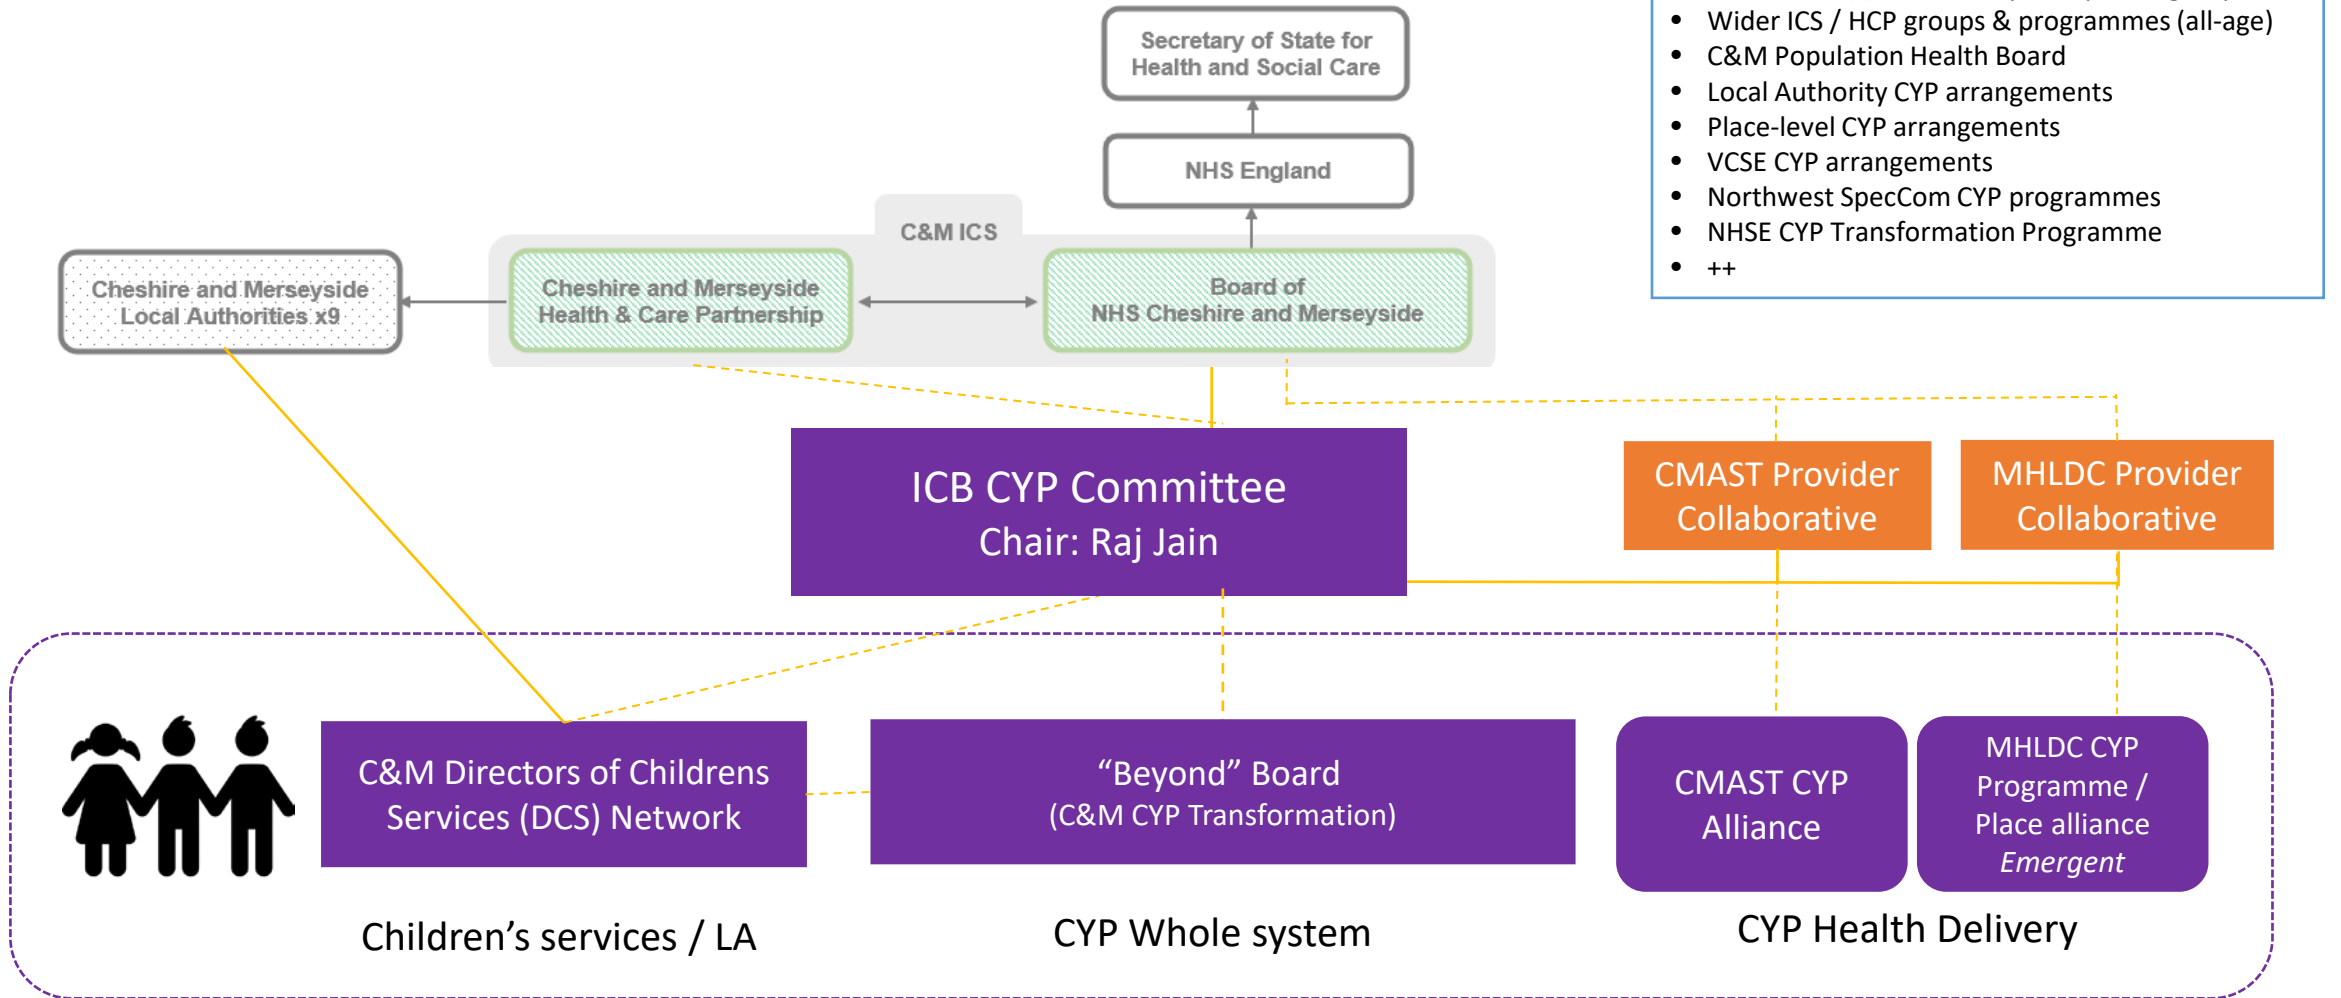 Secretary of State for
Health and Social Care
NHS England
C&M ICS
Cheshire and Merseyside
Local Authorities x9
Cheshire and Merseyside
Health & Care Partnership
Board of
NHS Cheshire and Merseyside
• Wider ICS / HCP groups & programmes (all-age)
• C&M Population Health Board
• Local Authority CYP arrangements
• Place-level CYP arrangements
• VCSE CYP arrangements
• Northwest SpecCom CYP programmes
• NHSE CYP Transformation Programme
• ++
ICB CYP Committee
Chair: Raj Jain
CMAST Provider
Collaborative
MHLDC Provider
Collaborative
C&M Directors of Childrens
Services (DCS) Network
“Beyond” Board
(C&M CYP Transformation)
CMAST CYP
Alliance
MHLDC CYP
Programme /
Place alliance
Emergent
Children’s services / LA
CYP Whole system
CYP Health Delivery